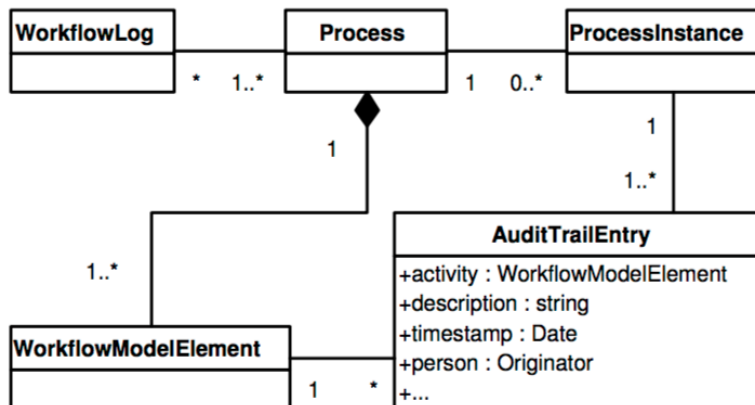 WorkflowLog
Process
ProcessInstance
* 1..*
1 0..*
1
1
1..*
AuditTrailEntry
1..*
+activity : WorkflowModelElement
+description : string
+timestamp : Date
+person : Originator
+...
WorkflowModelElement
1 *